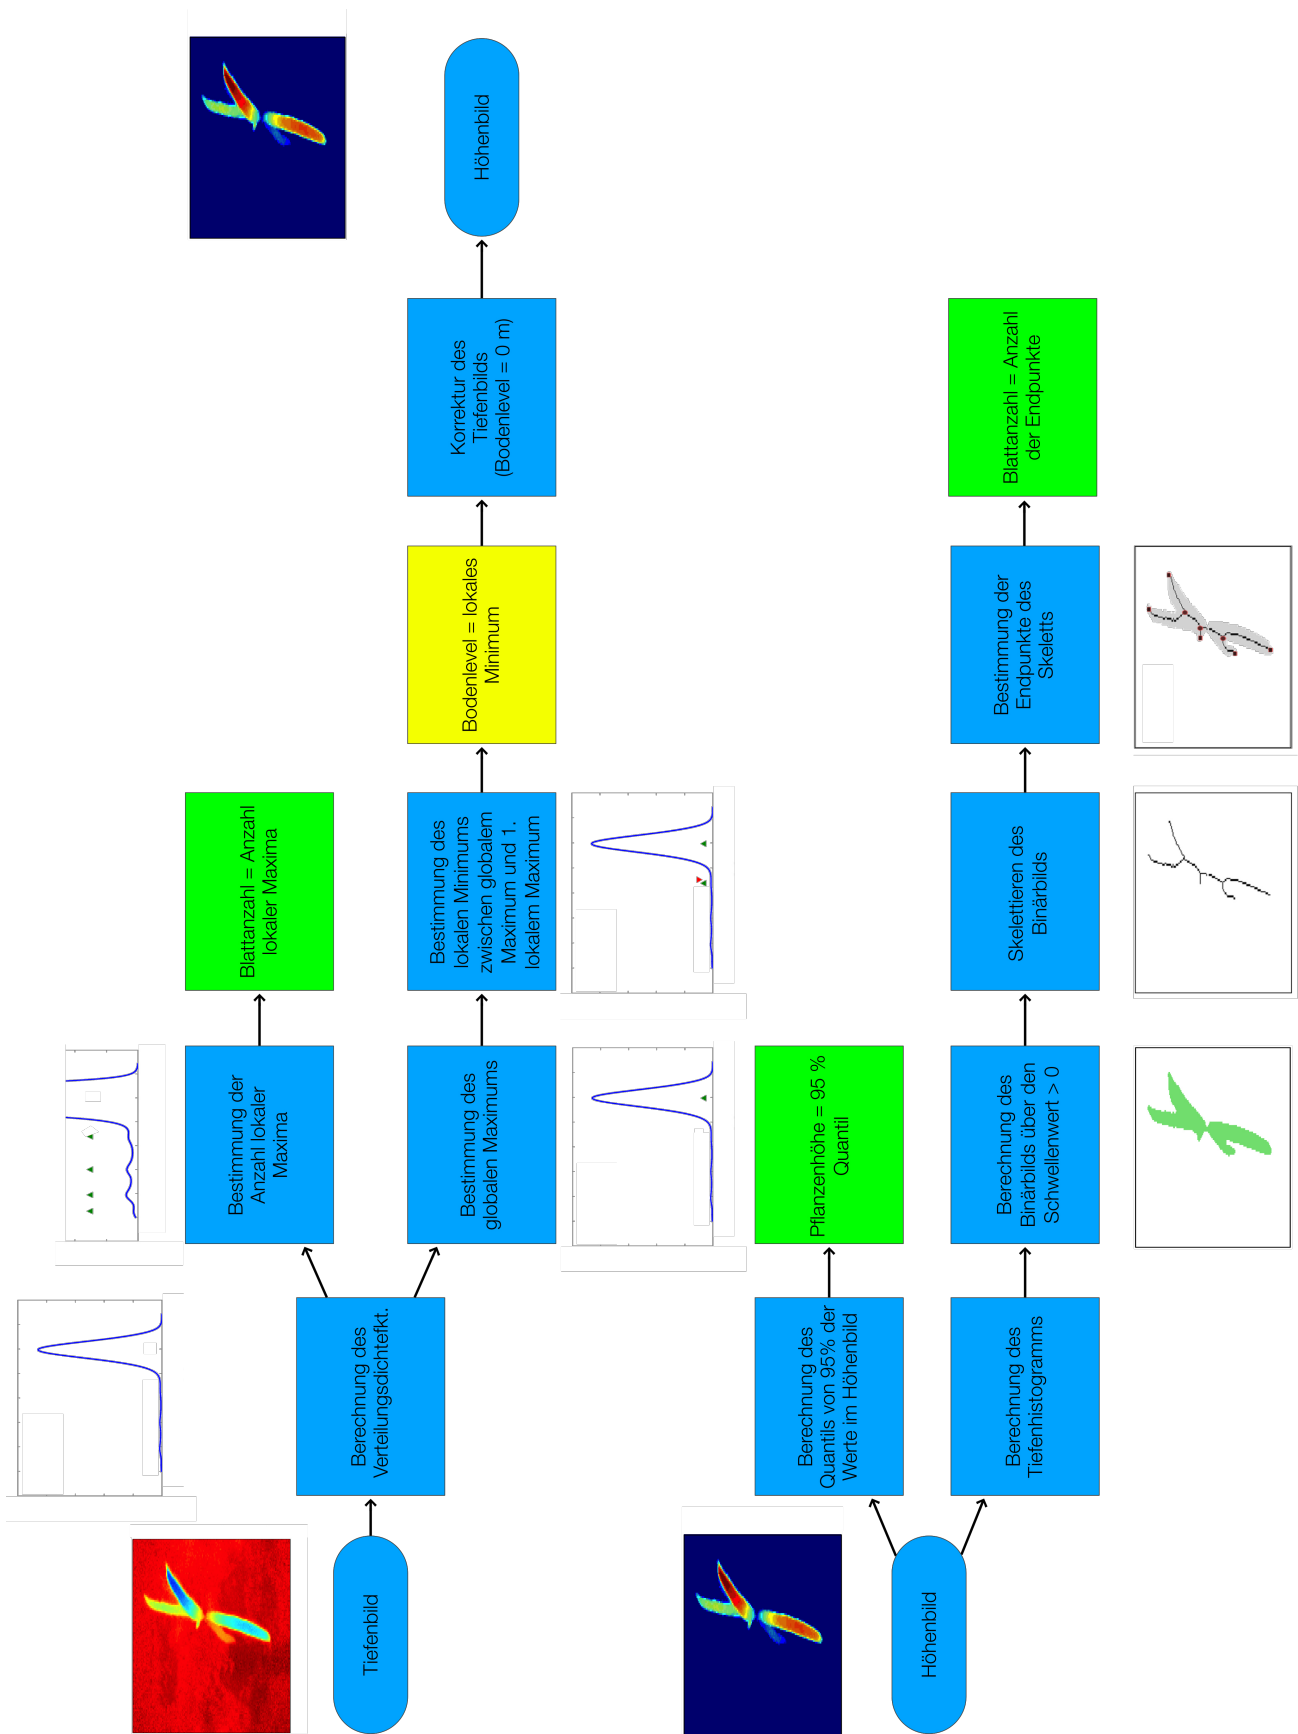 Tiefenbild
Berechnung des
Verteilungsdichtefkt.
Bestimmung der
Anzahl lokaler
Maxima
Blattanzahl = Anzahl
lokaler Maxima
Bestimmung des
globalen Maximums
Bestimmung des
lokalen Minimums
zwischen globalem
Maximum und 1.
lokalem Maximum
Bodenlevel = lokales
Minimum
Korrektur des
Tiefenbilds
(Bodenlevel = 0 m)
Höhenbild
Höhenbild
Berechnung des
Quantils von 95% der
Werte im Höhenbild
Pflanzenhöhe = 95 %
Quantil
Berechnung des
Tiefenhistogramms
Berechnung des
Binärbilds über den
Schwellenwert > 0
Skelettieren des
Binärbilds
Bestimmung der
Endpunkte des
Skeletts
Blattanzahl = Anzahl
der Endpunkte